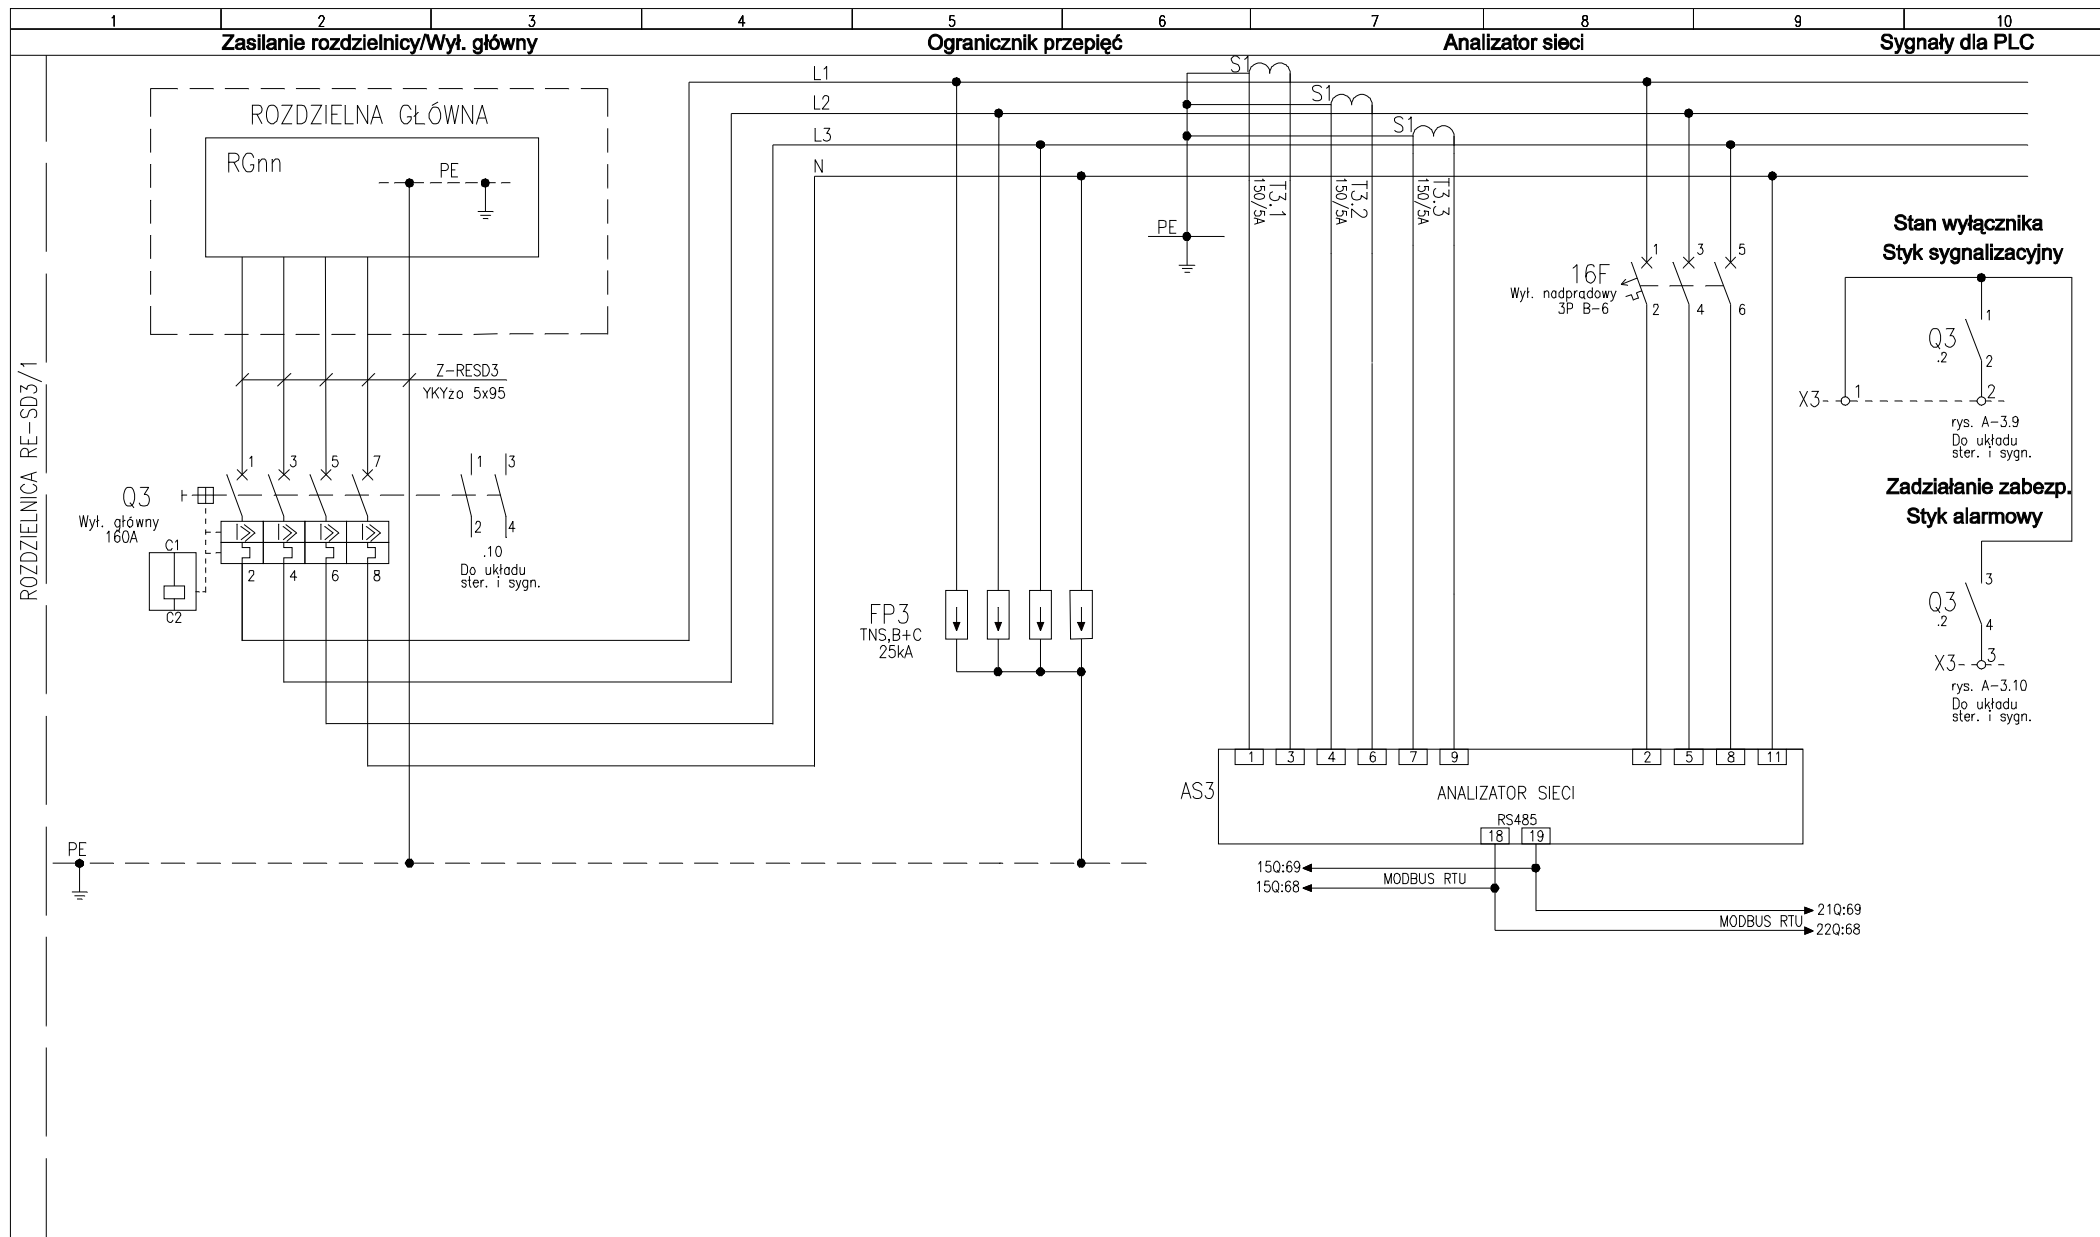 1 2 3 4 5 6 7 8 9 10
Zasilanie rozdzielnicy/Wył. główny
Ogranicznik przepięć
Analizator sieci
Sygnały dla PLC
ROZDZIELNICA RE-SD3/1
ROZDZIELNA GŁÓWNA
RGnn
PE
Z-RESD3
YKYżo 5x95
1 3 5 7
Q3
Wył. główny
160A
C1
C2
2 4 6 8
1 3
2 4
.10
Do układu
ster. i sygn.
PE
L1
L2
L3
N
FP3
TNS,B+C
25kA
S1
S1
S1
T3.1
150/5A
T3.2
150/5A
T3.3
150/5A
PE
16F
Wył. nadprądowy
3P B-6
1 3 5
2 4 6
1 3 4 6 7 9 2 5 8 11
AS3
ANALIZATOR SIECI
RS485
18 19
15Q:69
15Q:68
MODBUS RTU
21Q:69
MODBUS RTU
22Q:68
Stan wyłącznika
Styk sygnalizacyjny
1
Q3
.2
2
X3 1 2
rys. A-3.9
Do układu
ster. i sygn.
Zadziałanie zabezp.
Styk alarmowy
3
Q3
.2
4
X3 3
rys. A-3.10
Do układu
ster. i sygn.